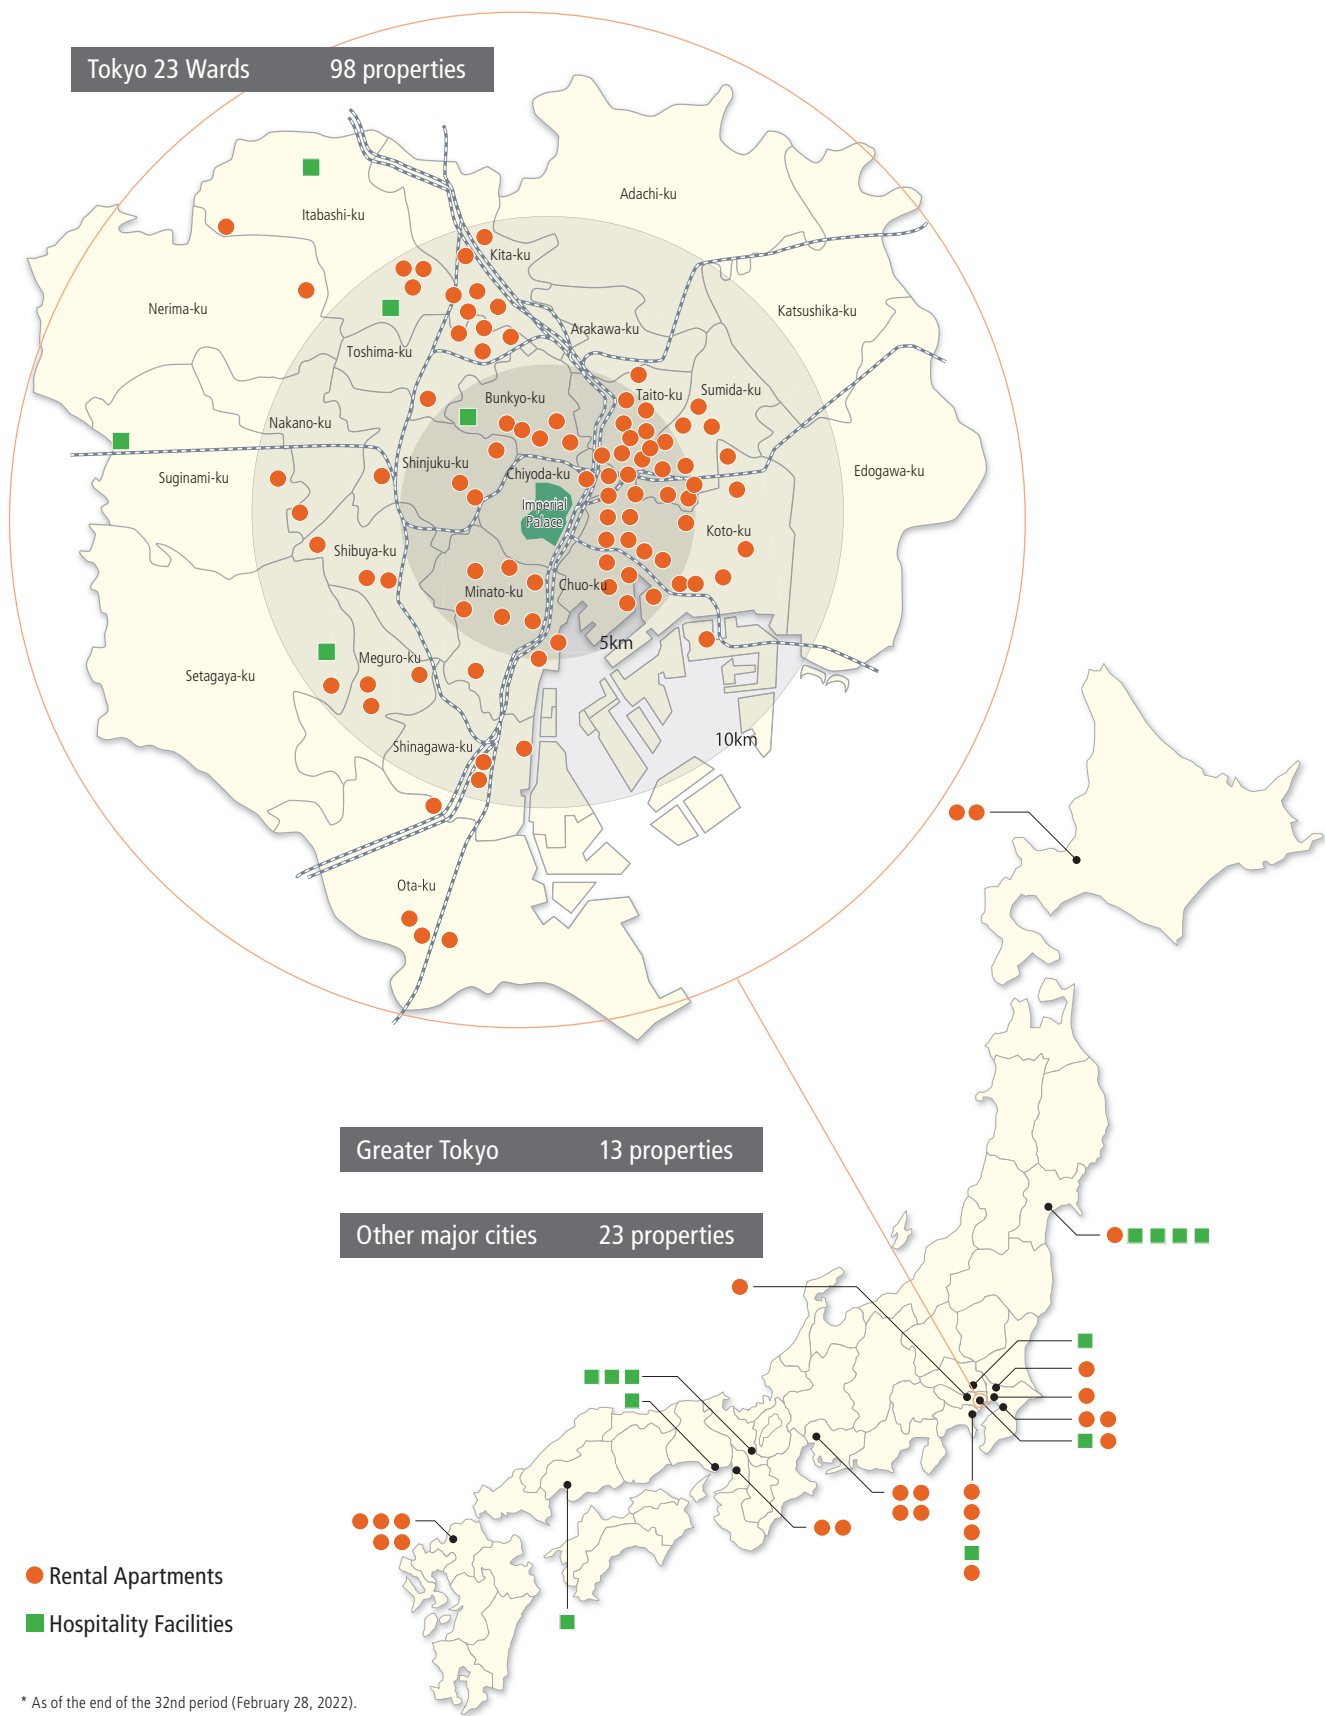 Tokyo 23 Wards 98 properties
Adachi-ku
Itabashi-ku
Kita-ku
Nerima-ku
Katsushika-ku
Arakawa-ku
Toshima-ku
Bunkyo-ku
Taito-ku
Sumida-ku
Nakano-ku
Shinjuku-ku
Chiyoda-ku
Edogawa-ku
Suginami-ku
Imperial
Palace
Koto-ku
Shibuya-ku
Minato-ku
Chuo-ku
5km
Meguro-ku
Setagaya-ku
10km
Shinagawa-ku
Ota-ku
Greater Tokyo 13 properties
Other major cities 23 properties
Rental Apartments
Hospitality Facilities
* As of the end of the 32nd period (February 28, 2022).